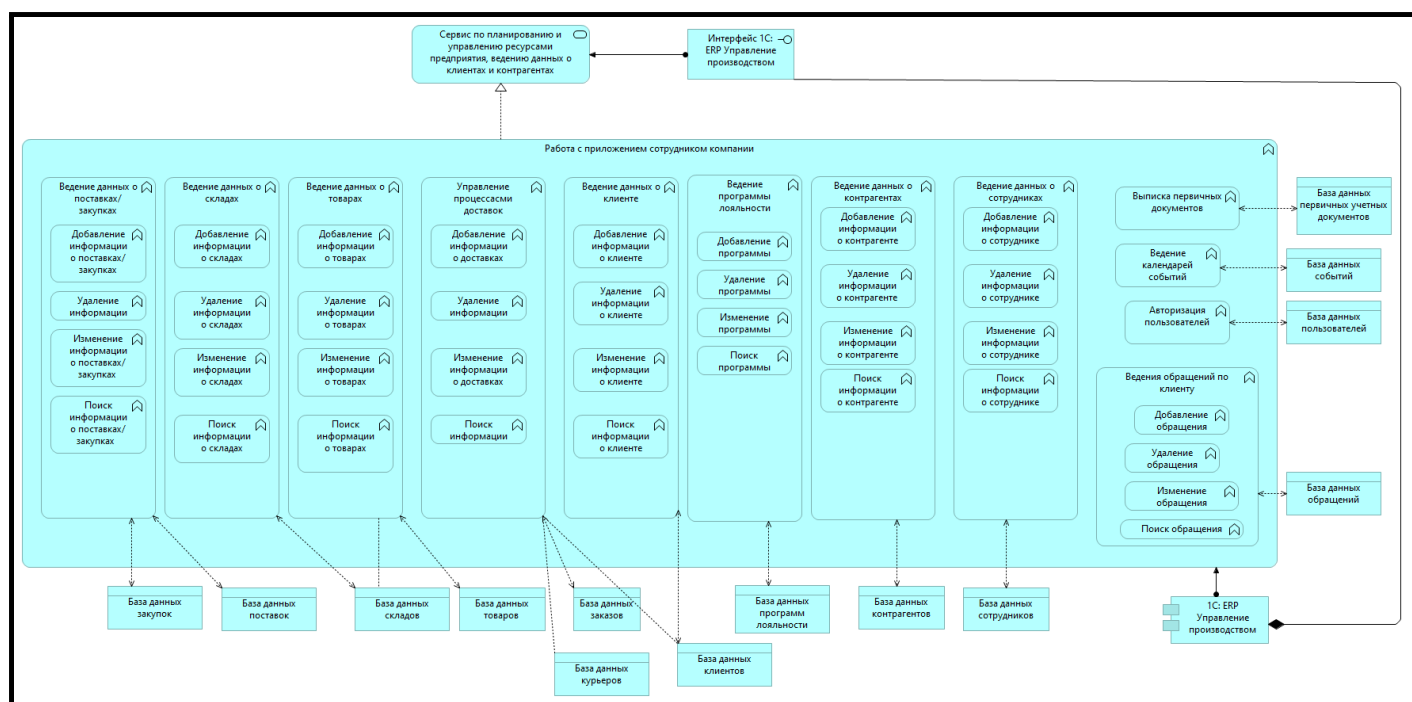 Сервис по планированию и
управлению ресурсами
предприятия, ведению данных о
клиентах и контрагентах
Интерфейс 1С:
ERP Управление
производством
Работа с приложением сотрудником компании
Ведение данных о
поставках/
закупках
Добавление
информации
о поставках/
закупках
Удаление
информации
Изменение
информации
о поставках/
закупках
Поиск
информации
о поставках/
закупках
Ведение данных о
складах
Добавление
информации
о складах
Удаление
информации
о складах
Изменение
информации
о складах
Поиск
информации
о складах
Ведение данных о
товарах
Добавление
информации
о товарах
Удаление
информации
о товарах
Изменение
информации
о товарах
Поиск
информации
о товарах
Управление
процессасми
доставок
Добавление
информации
о доставках
Удаление
информации
Изменение
информации
о доставках
Поиск
информации
Ведение данных о
клиенте
Добавление
информации
о клиенте
Удаление
информации
о клиенте
Изменение
информации
о клиенте
Поиск
информации
о клиенте
Ведение
программы
лояльности
Добавление
программы
Удаление
программы
Изменение
программы
Поиск
программы
Ведение данных о
контрагентах
Добавление
информации
о контрагенте
Удаление
информации
о контрагенте
Изменение
информации
о контрагенте
Поиск
информации
о контрагенте
Ведение данных о
сотрудниках
Добавление
информации
о сотруднике
Удаление
информации
о сотруднике
Изменение
информации
о сотруднике
Поиск
информации
о сотруднике
Выписка первичных
документов
Ведение
календарей
событий
Авторизация
пользователей
Ведения обращений по
клиенту
Добавление
обращения
Удаление
обращения
Изменение
обращения
Поиск обращения
База данных
первичных учетных
документов
База данных
событий
База данных
пользователей
База данных
обращений
База данных
закупок
База данных
поставок
База данных
складов
База данных
товаров
База данных
заказов
База данных
программ
лояльности
База данных
контрагентов
База данных
сотрудников
1С: ERP
Управление
производством
База данных
курьеров
База данных
клиентов